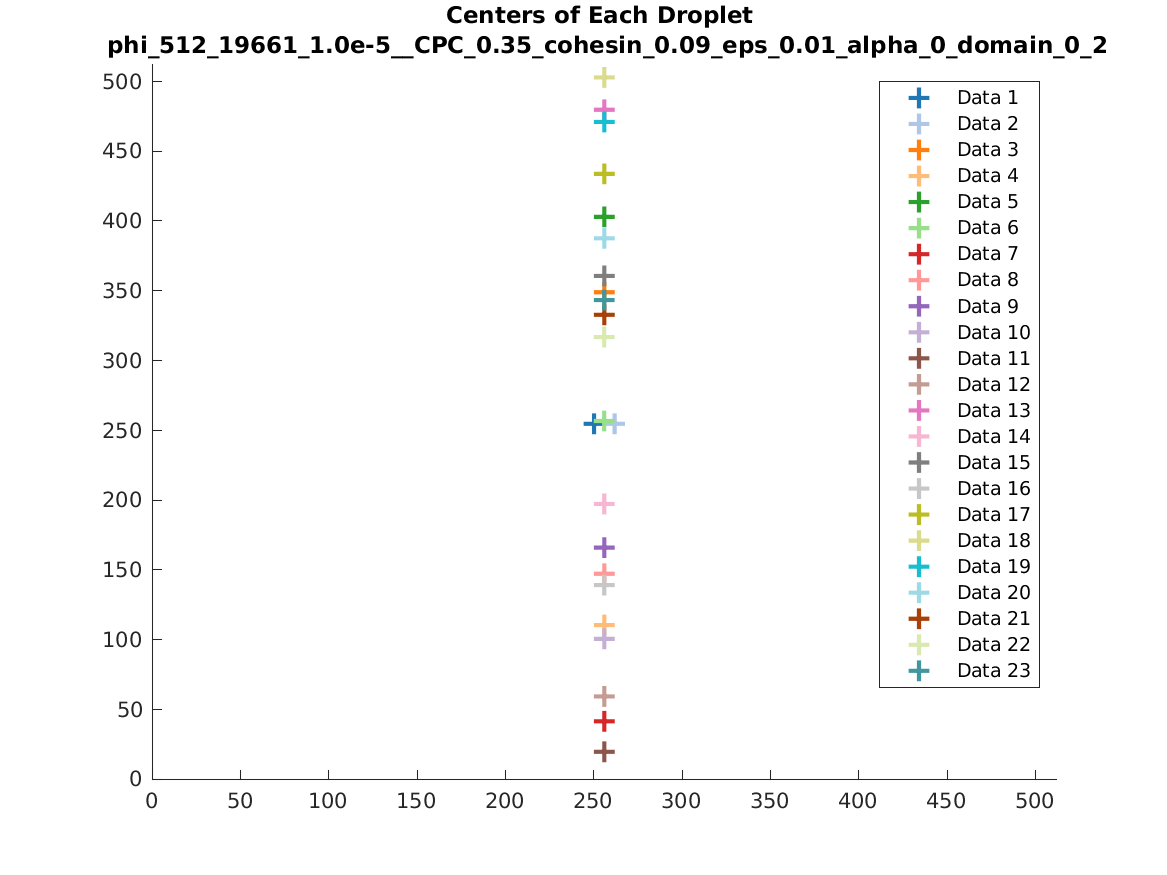 Centers of Each Droplet
phi_512_19661_1.0e-5__CPC_0.35_cohesin_0.09_eps_0.01_alpha_0_domain_0_2
500
450
400
350
300
250
200
150
100
50
0
0 50 100 150 200 250 300 350 400 450 500
Data 1
Data 2
Data 3
Data 4
Data 5
Data 6
Data 7
Data 8
Data 9
Data 10
Data 11
Data 12
Data 13
Data 14
Data 15
Data 16
Data 17
Data 18
Data 19
Data 20
Data 21
Data 22
Data 23